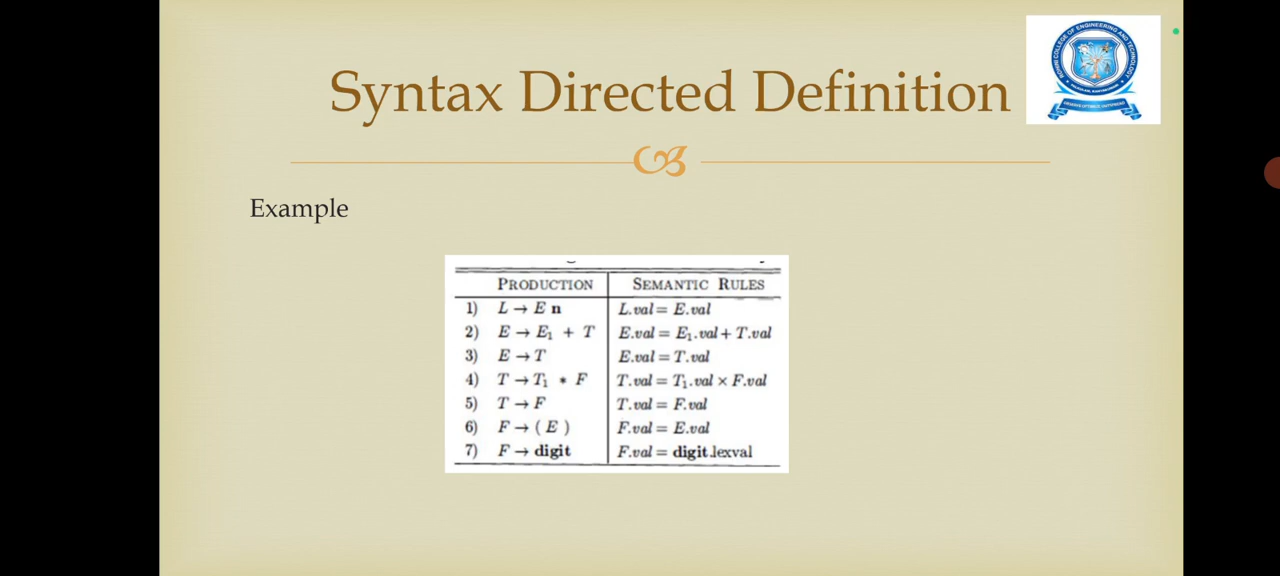 Syntax Directed Definition
Example
PRODUCTION SEMANTIC RULES
1) L → E n L.val = E.val
2) E → E₁ + T E.val = E₁.val + T.val
3) E → T E.val = T.val
4) T → T₁ * F T.val = T₁.val × F.val
5) T → F T.val = F.val
6) F → ( E ) F.val = E.val
7) F → digit F.val = digit.lexval